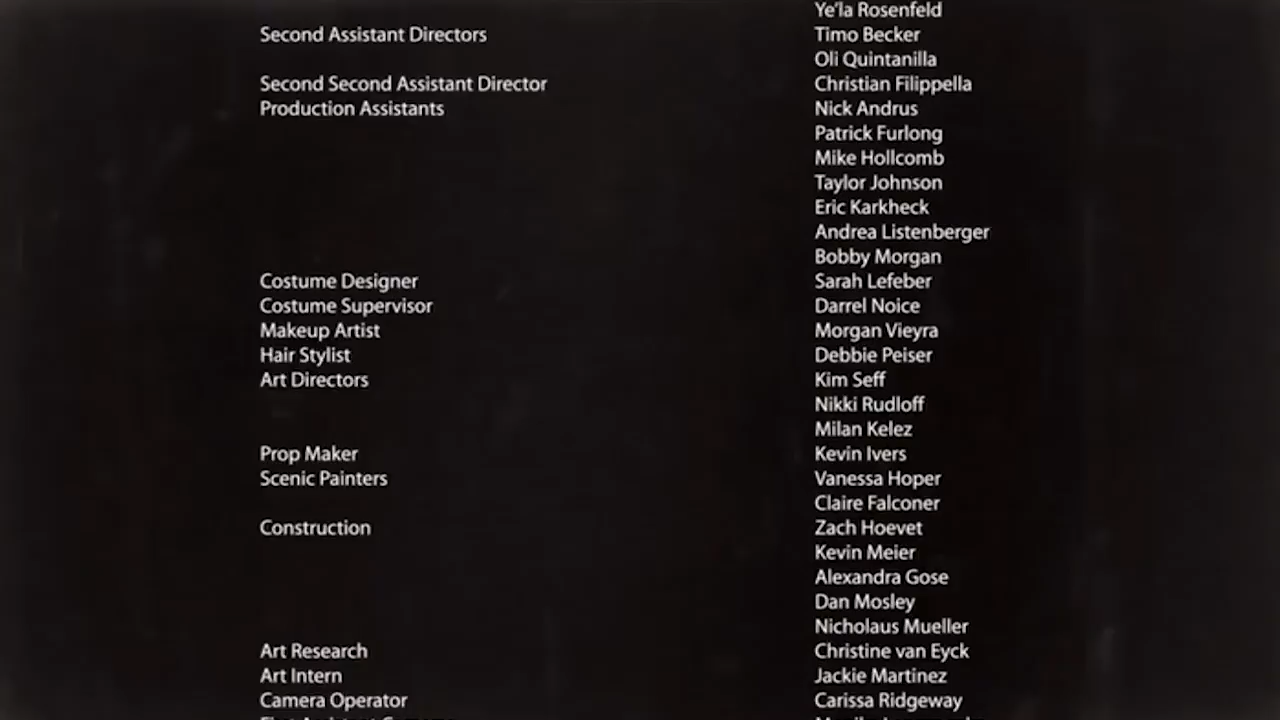 Ye'la Rosenfeld
Second Assistant Directors Timo Becker
Oli Quintanilla
Second Second Assistant Director Christian Filippella
Production Assistants Nick Andrus
Patrick Furlong
Mike Hollcomb
Taylor Johnson
Eric Karkheck
Andrea Listenberger
Bobby Morgan
Costume Designer Sarah Lefeber
Costume Supervisor Darrel Noice
Makeup Artist Morgan Vieyra
Hair Stylist Debbie Peiser
Art Directors Kim Seff
Nikki Rudloff
Milan Kelez
Prop Maker Kevin Ivers
Scenic Painters Vanessa Hoper
Claire Falconer
Construction Zach Hoevet
Kevin Meier
Alexandra Gose
Dan Mosley
Nicholaus Mueller
Art Research Christine van Eyck
Art Intern Jackie Martinez
Camera Operator Carissa Ridgeway